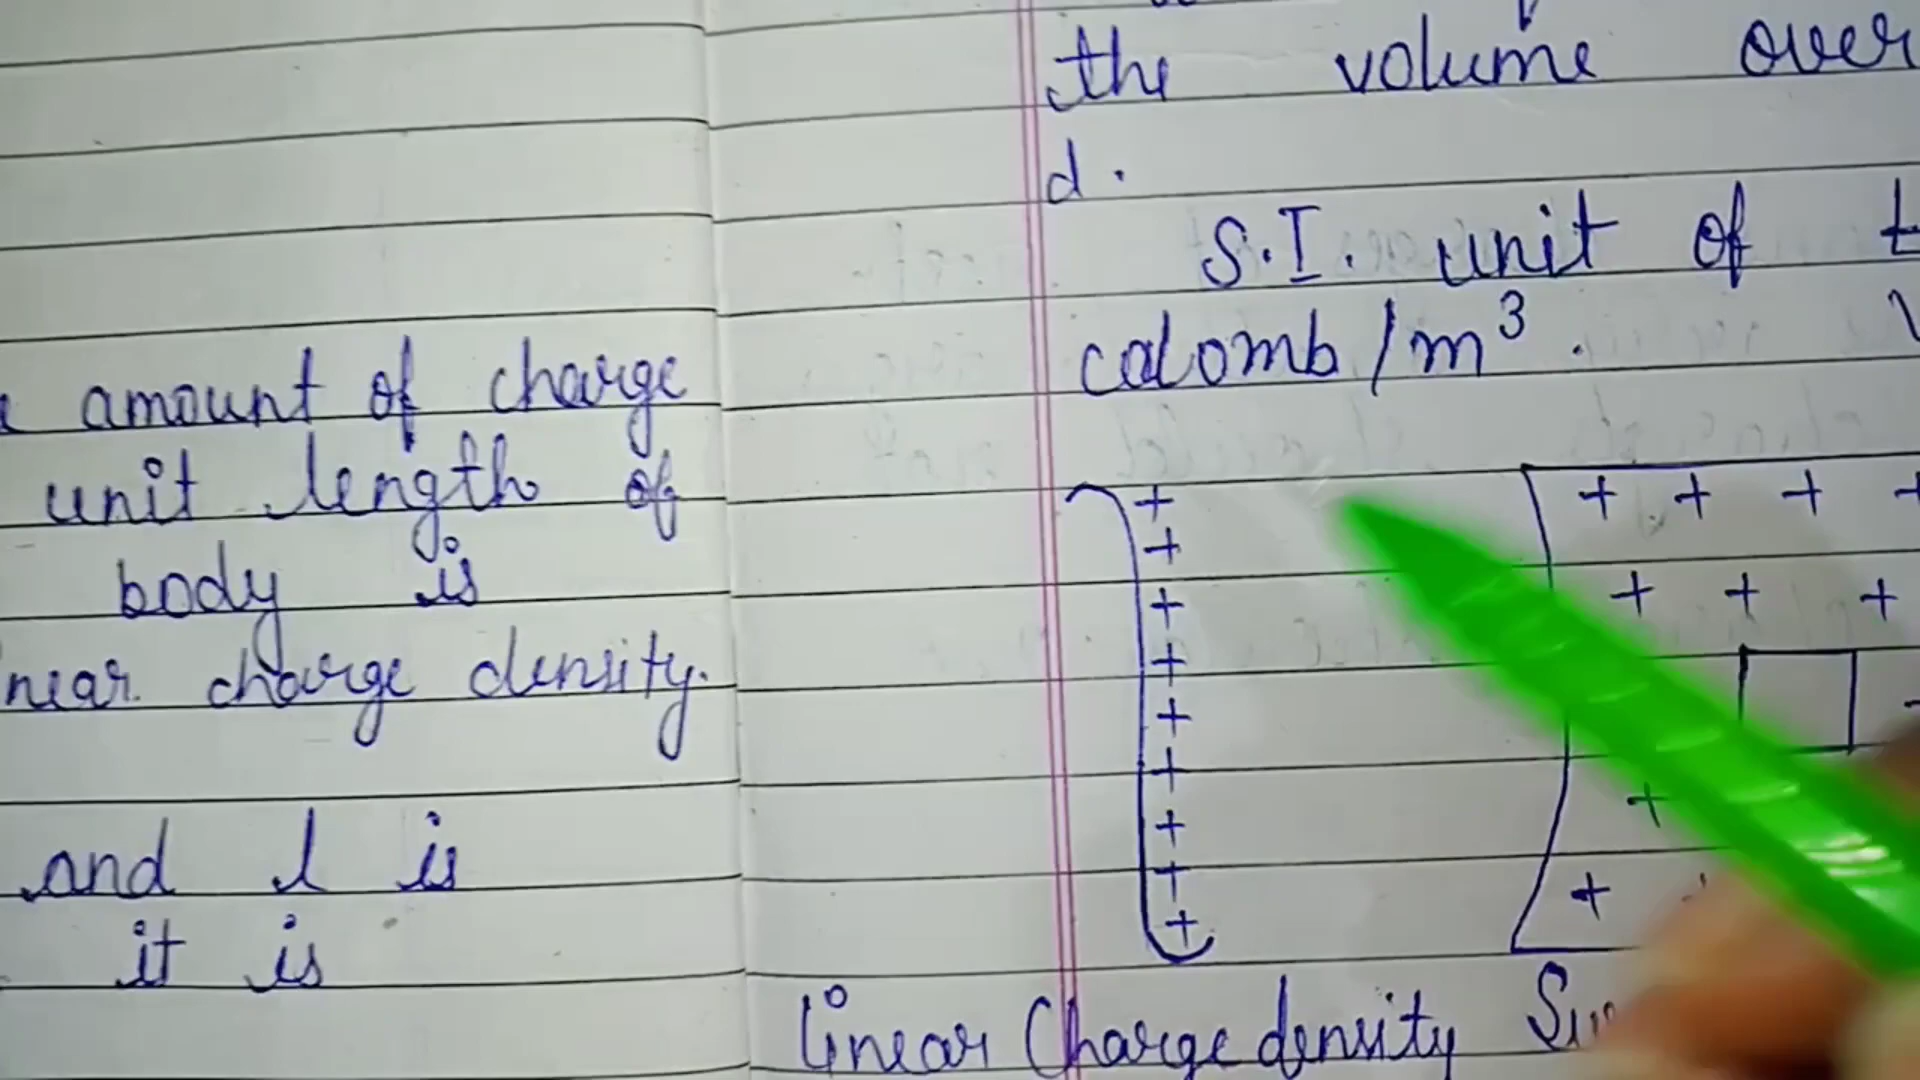 amount of charge
unit length of
body is
near charge density.
and l is
it is
the volume over
d.
S.I. unit of
calomb/m³.
+ + + + + + + + +
+ + + +
+ + +
+
+
linear Charge density